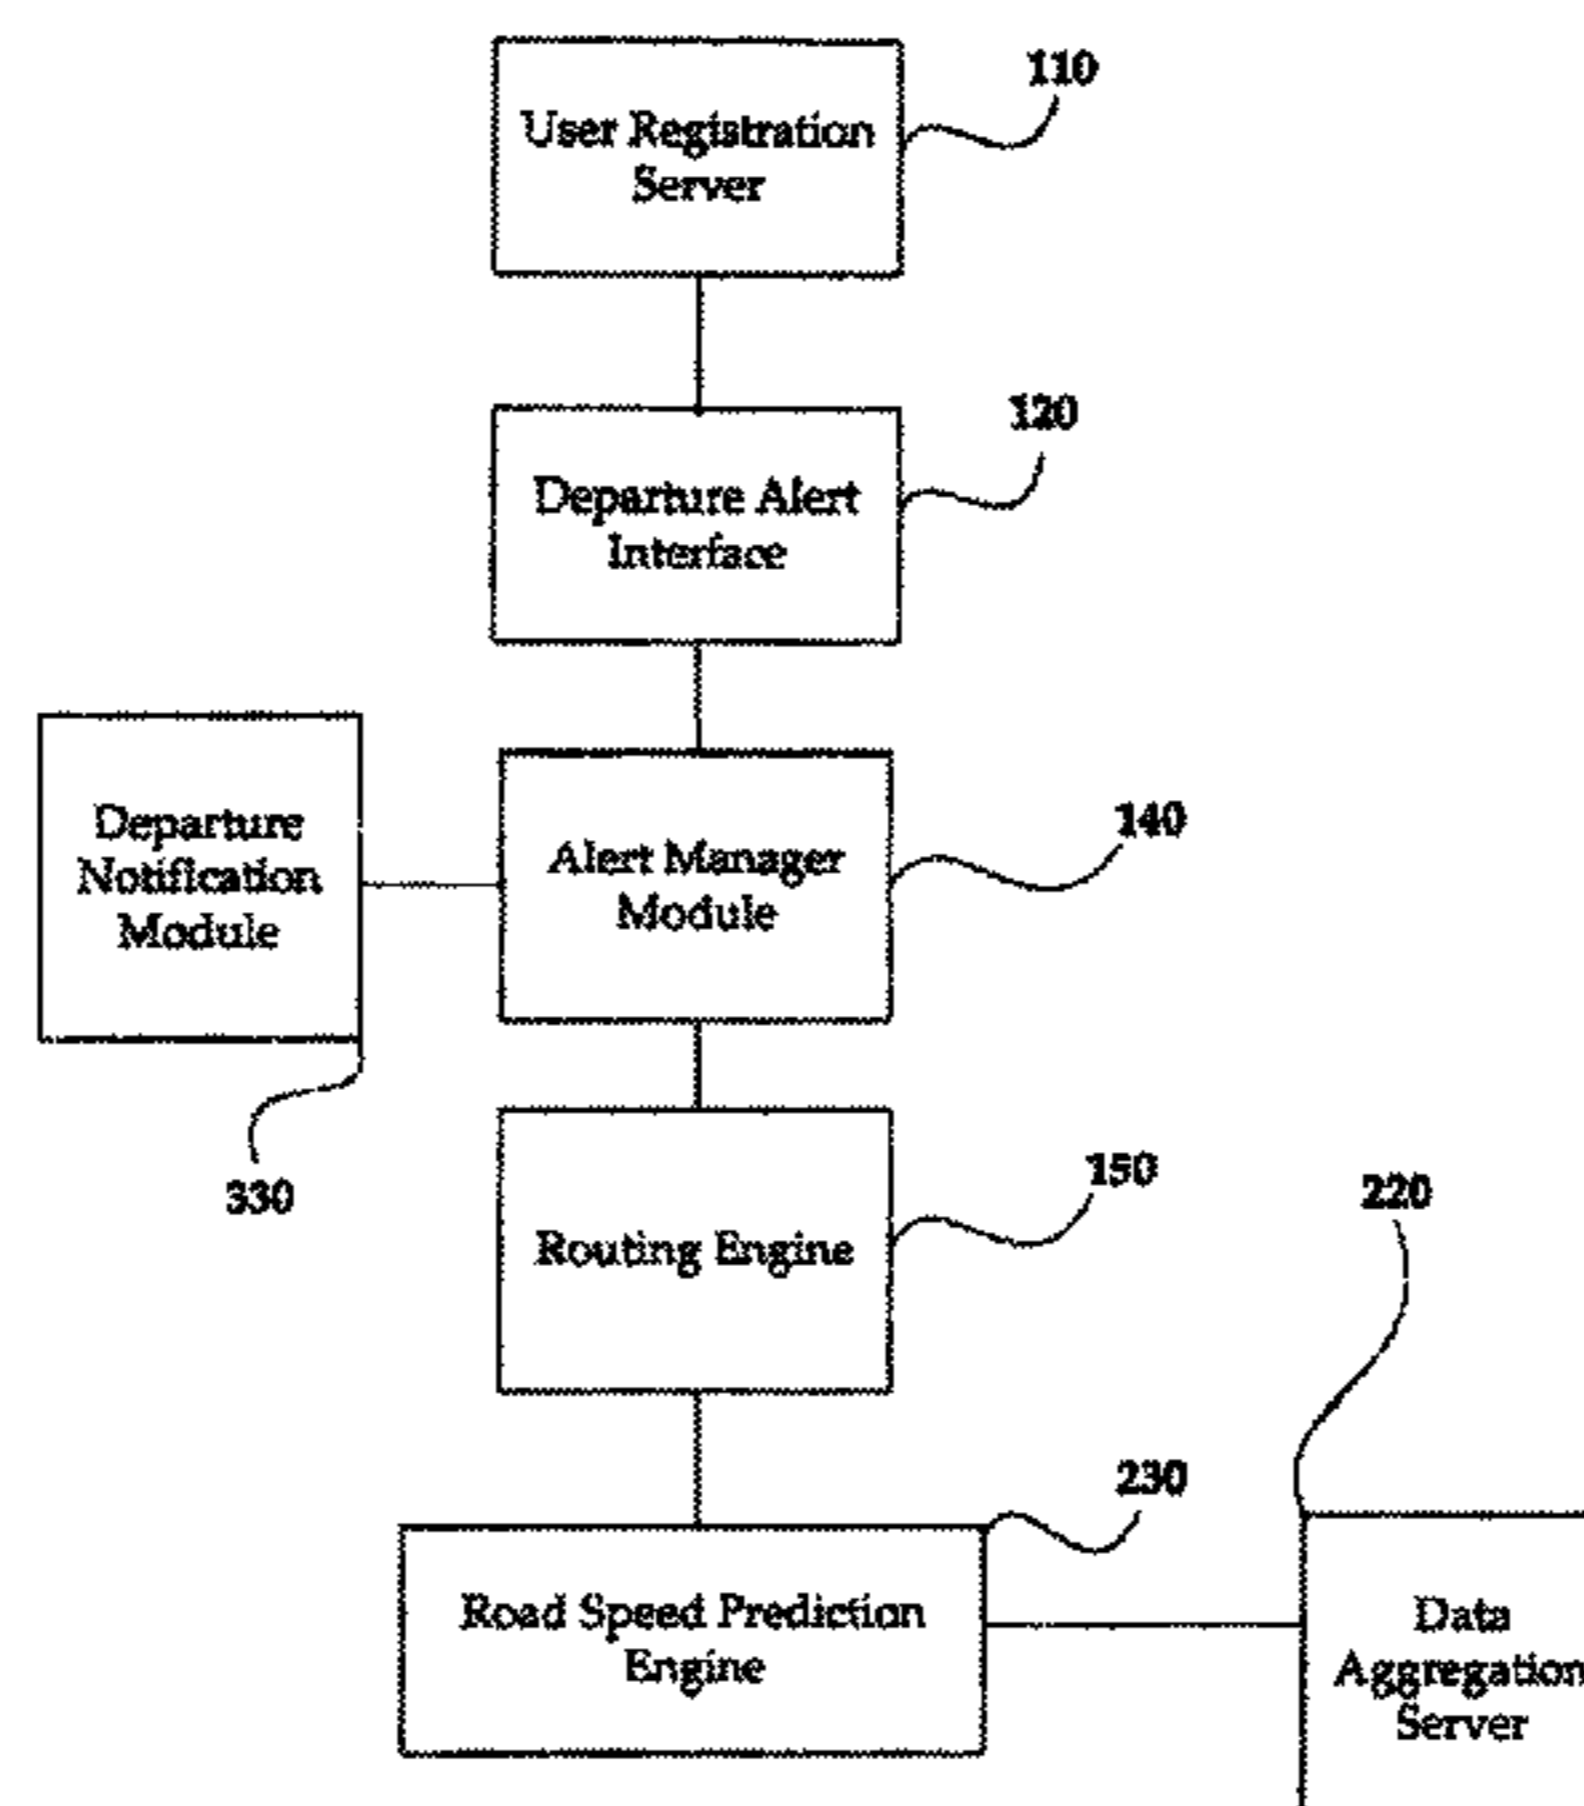 110
User Registration
Server
120
Departure Alert
Interface
Departure
Notification
Module
140
Alert Manager
Module
330
150
Routing Engine
220
230
Road Speed Prediction
Engine
Data
Aggregation
Server